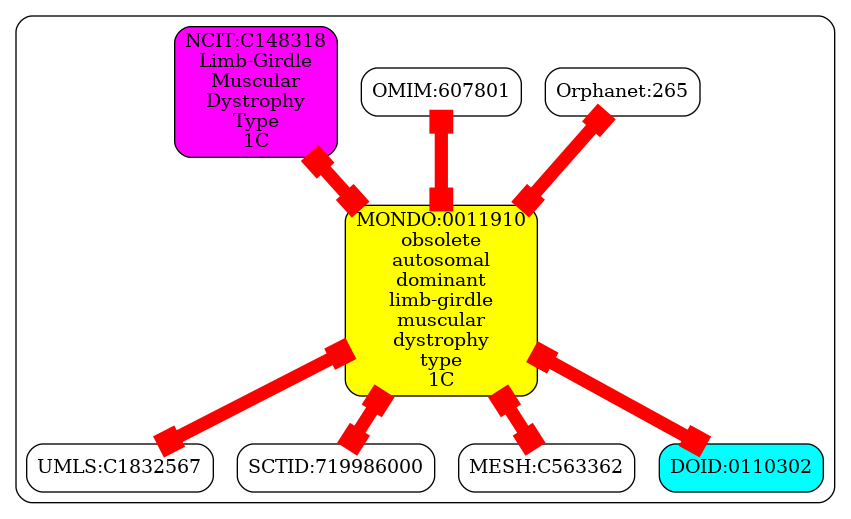 NCIT:C148318
Limb-Girdle
Muscular
Dystrophy
Type
1C
OMIM:607801
Orphanet:265
MONDO:0011910
obsolete
autosomal
dominant
limb-girdle
muscular
dystrophy
type
1C
UMLS:C1832567
SCTID:719986000
MESH:C563362
DOID:0110302